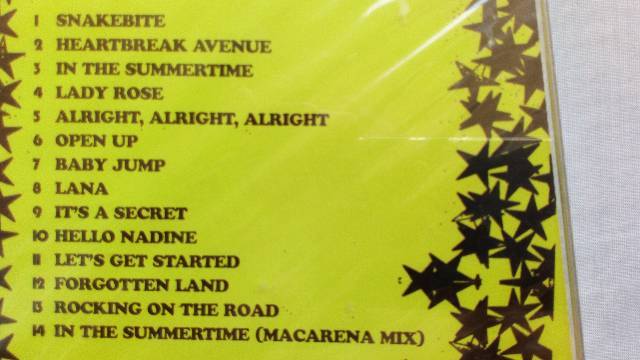 1 SNAKEBITE
2 HEARTBREAK AVENUE
3 IN THE SUMMERTIME
4 LADY ROSE
5 ALRIGHT, ALRIGHT, ALRIGHT
6 OPEN UP
7 BABY JUMP
8 LANA
9 IT'S A SECRET
10 HELLO NADINE
11 LET'S GET STARTED
12 FORGOTTEN LAND
13 ROCKING ON THE ROAD
14 IN THE SUMMERTIME (MACARENA MIX)